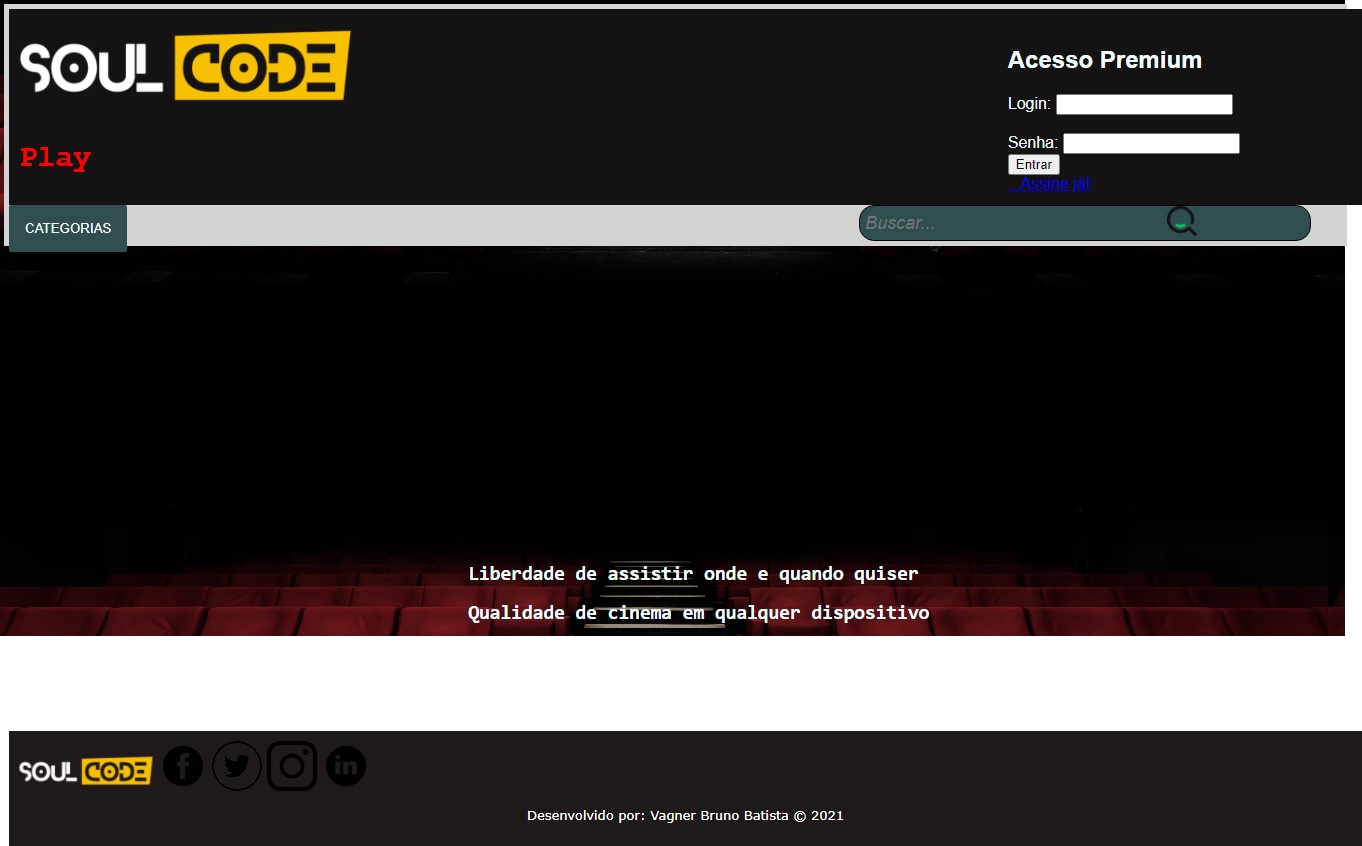 SOUL CODE
Play
Acesso Premium
Login:
Senha:
Entrar
...Assine já!
CATEGORIAS
Buscar...
Liberdade de assistir onde e quando quiser
Qualidade de cinema em qualquer dispositivo
SOUL CODE
Desenvolvido por: Vagner Bruno Batista © 2021